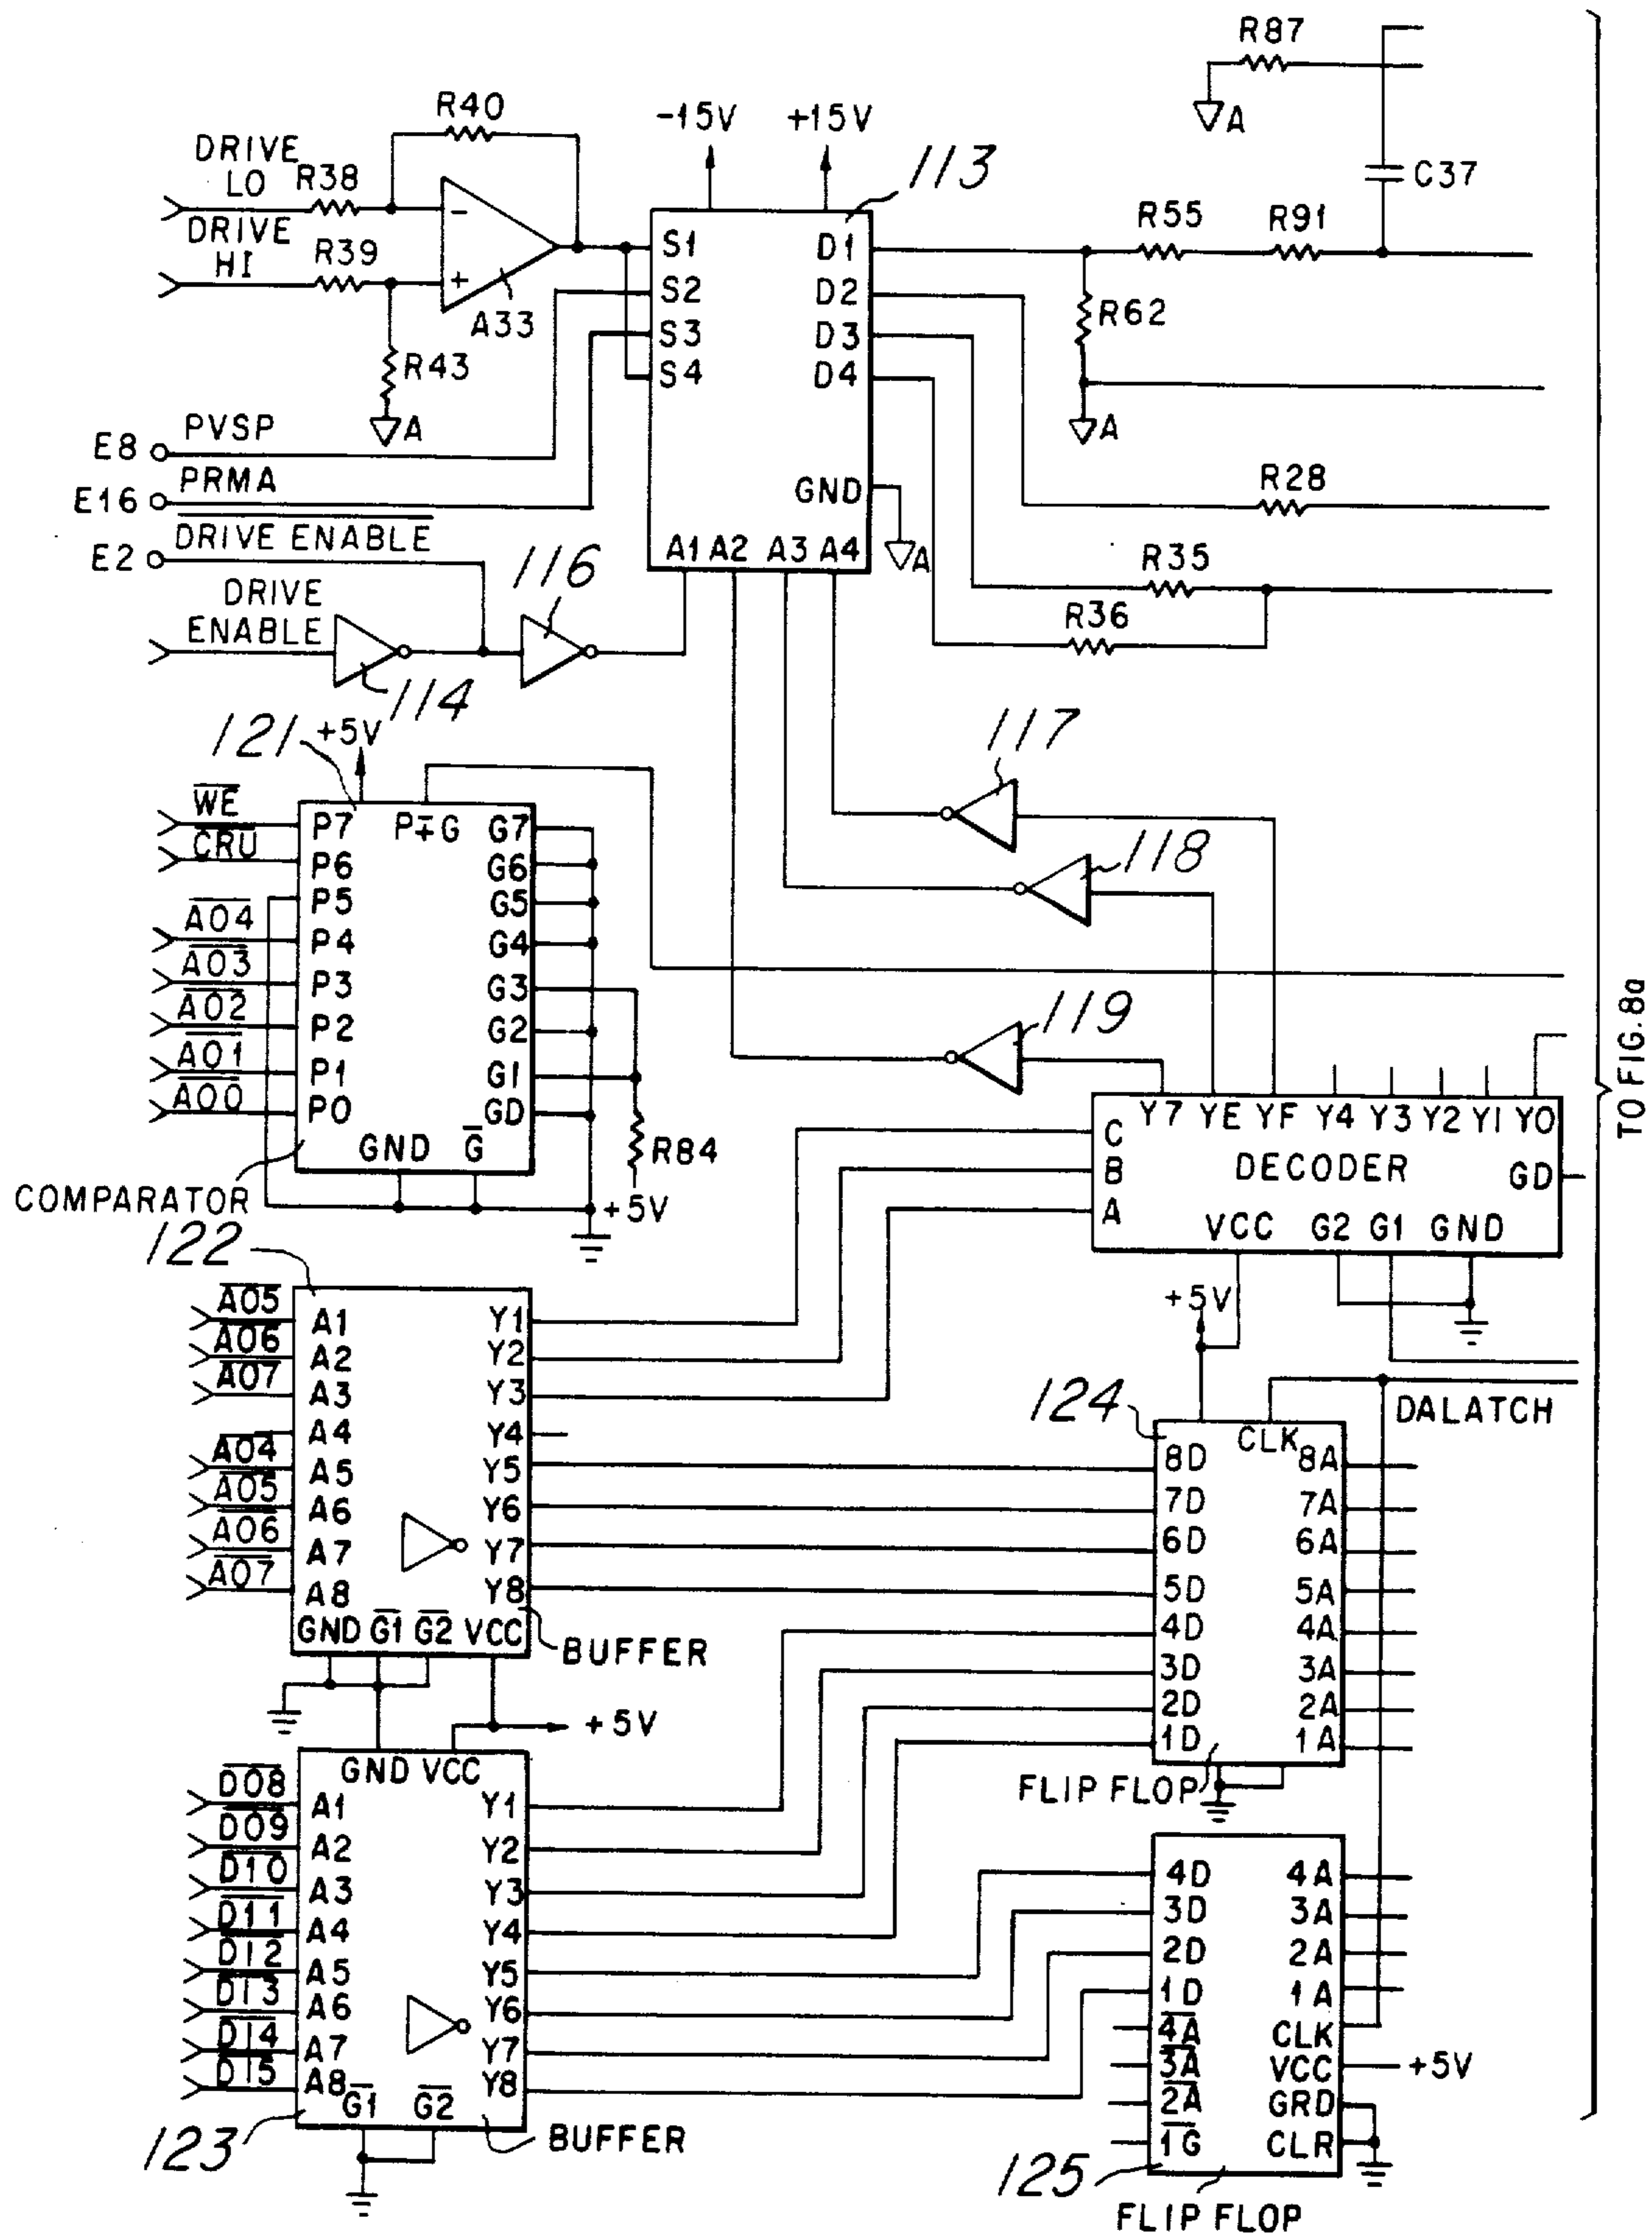 R87
A
R40
-15V
+15V
113
C37
DRIVE
LO
R38
R55
R91
DRIVE
HI
R39
-
+
A33
S1
D1
S2
D2
R62
S3
D3
S4
D4
R43
A
A
E8
PVSP
GND
R28
E16
PRMA
A
E2
DRIVE ENABLE
A1
A2
A3
A4
116
R35
DRIVE
ENABLE
R36
114
121
+5V
117
WE
P7
P∓G
G7
CRU
P6
G6
118
P5
G5
A04
P4
G4
A03
P3
G3
A02
P2
G2
119
A01
P1
G1
A00
P0
GD
GND
G
R84
COMPARATOR
+5V
TO FIG. 8a
Y7
YE
YF
Y4
Y3
Y2
Y1
Y0
C
B
DECODER
GD
A
VCC
G2
G1
GND
122
A05
A1
Y1
+5V
A06
A2
Y2
A07
A3
Y3
124
DALATCH
A4
Y4
CLK
A04
A5
Y5
8D
8A
A05
A6
Y6
7D
7A
A06
A7
Y7
6D
6A
A07
A8
Y8
5D
5A
GND
G1
G2
VCC
BUFFER
4D
4A
3D
3A
+5V
2D
2A
1D
1A
GND
VCC
FLIP FLOP
D08
A1
Y1
D09
A2
Y2
D10
A3
Y3
4D
4A
D11
A4
Y4
3D
3A
D12
A5
Y5
2D
2A
D13
A6
Y6
1D
1A
D14
A7
Y7
4A
CLK
D15
A8
Y8
3A
VCC
+5V
G1
G2
2A
GRD
BUFFER
1G
CLR
123
125
FLIP FLOP